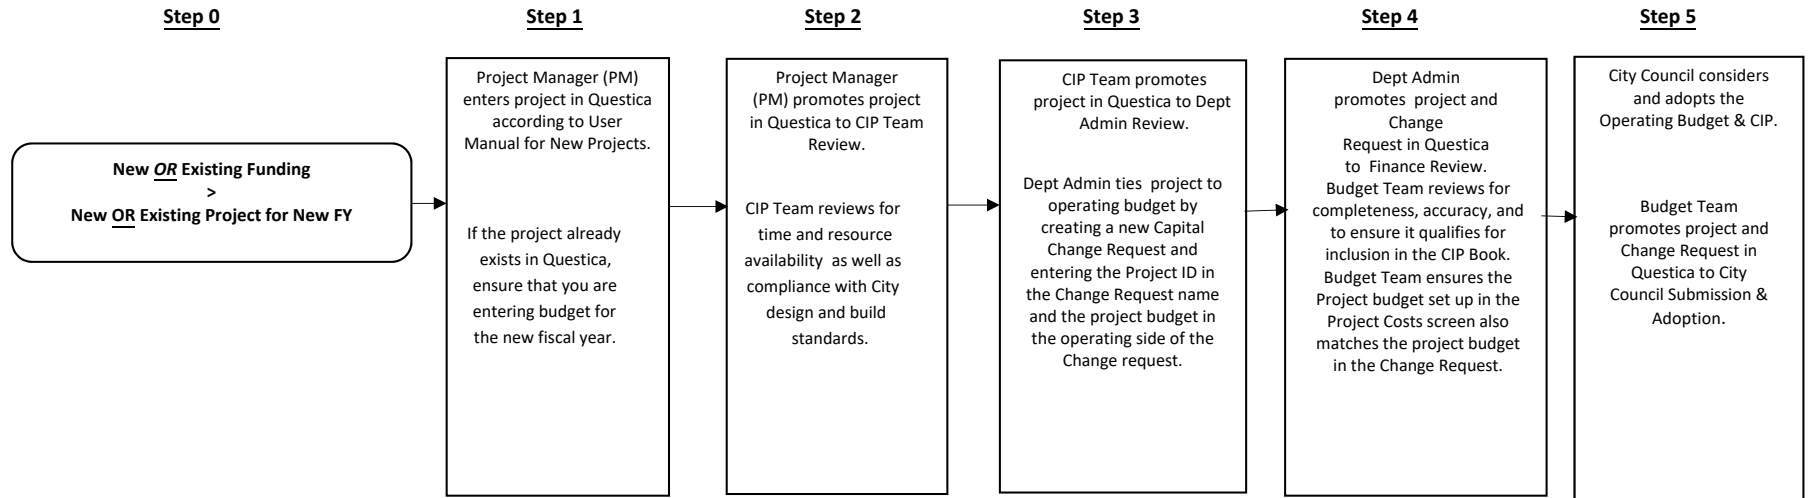 Step 0
Step 1
Step 2
Step 3
Step 4
Step 5
New OR Existing Funding
>
New OR Existing Project for New FY
Project Manager (PM)
enters project in Questica
according to User
Manual for New Projects.
If the project already
exists in Questica,
ensure that you are
entering budget for
the new fiscal year.
Project Manager
(PM) promotes project
in Questica to CIP Team
Review.
CIP Team reviews for
time and resource
availability as well as
compliance with City
design and build
standards.
CIP Team promotes
project in Questica to Dept
Admin Review.
Dept Admin ties project to
operating budget by
creating a new Capital
Change Request and
entering the Project ID in
the Change Request name
and the project budget in
the operating side of the
Change request.
Dept Admin
promotes project and
Change
Request in Questica
to Finance Review.
Budget Team reviews for
completeness, accuracy, and
to ensure it qualifies for
inclusion in the CIP Book.
Budget Team ensures the
Project budget set up in the
Project Costs screen also
matches the project budget
in the Change Request.
City Council considers
and adopts the
Operating Budget & CIP.
Budget Team
promotes project and
Change Request in
Questica to City
Council Submission &
Adoption.